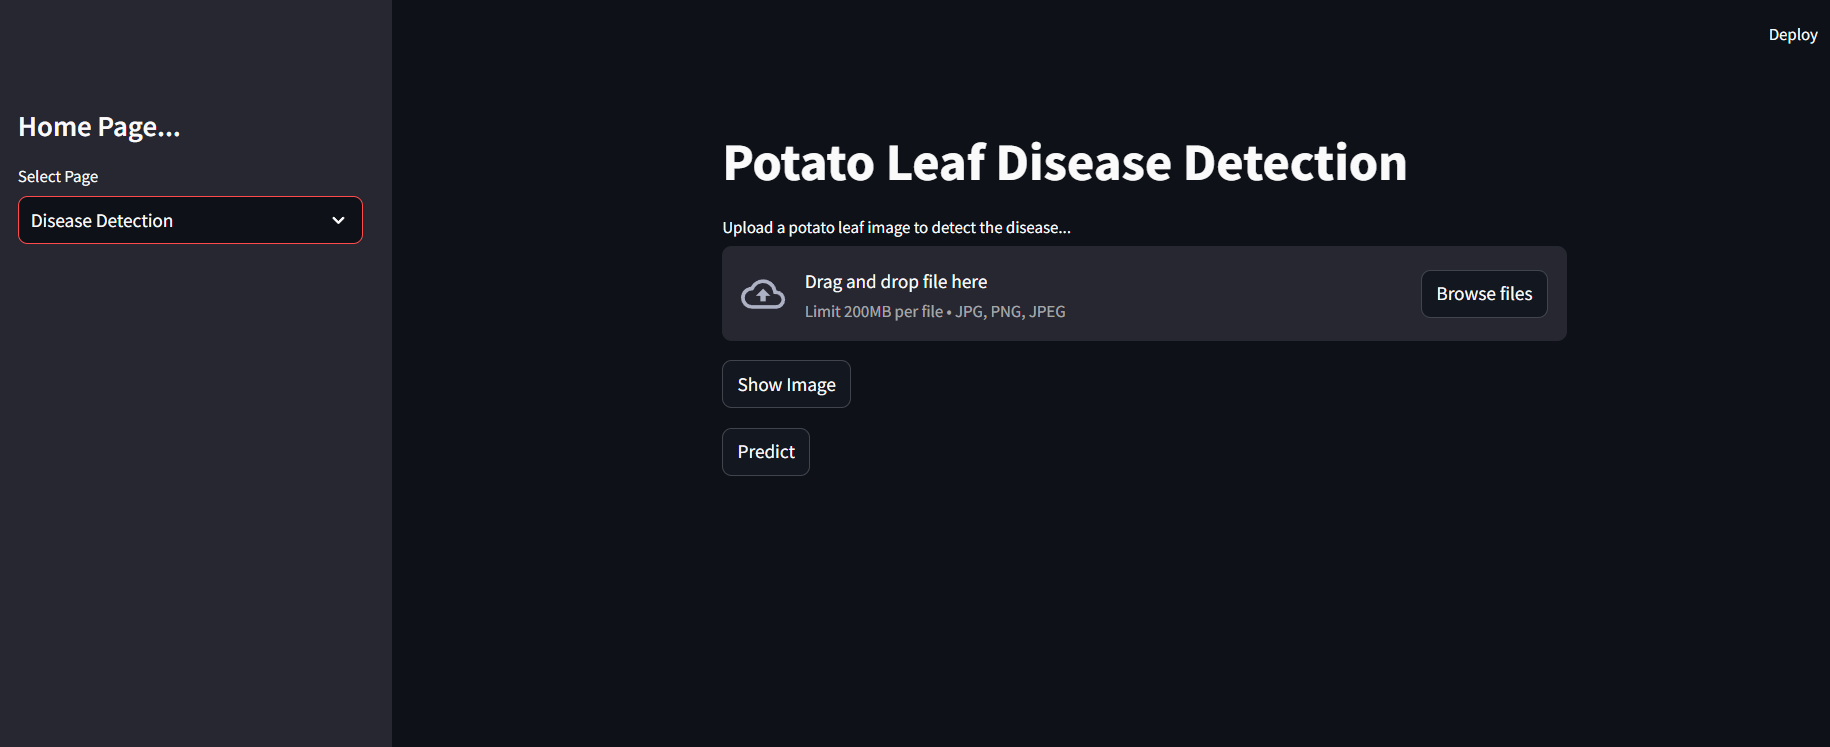 Deploy
Home Page...
Select Page
Disease Detection
Potato Leaf Disease Detection
Upload a potato leaf image to detect the disease...
Drag and drop file here
Limit 200MB per file • JPG, PNG, JPEG
Browse files
Show Image
Predict